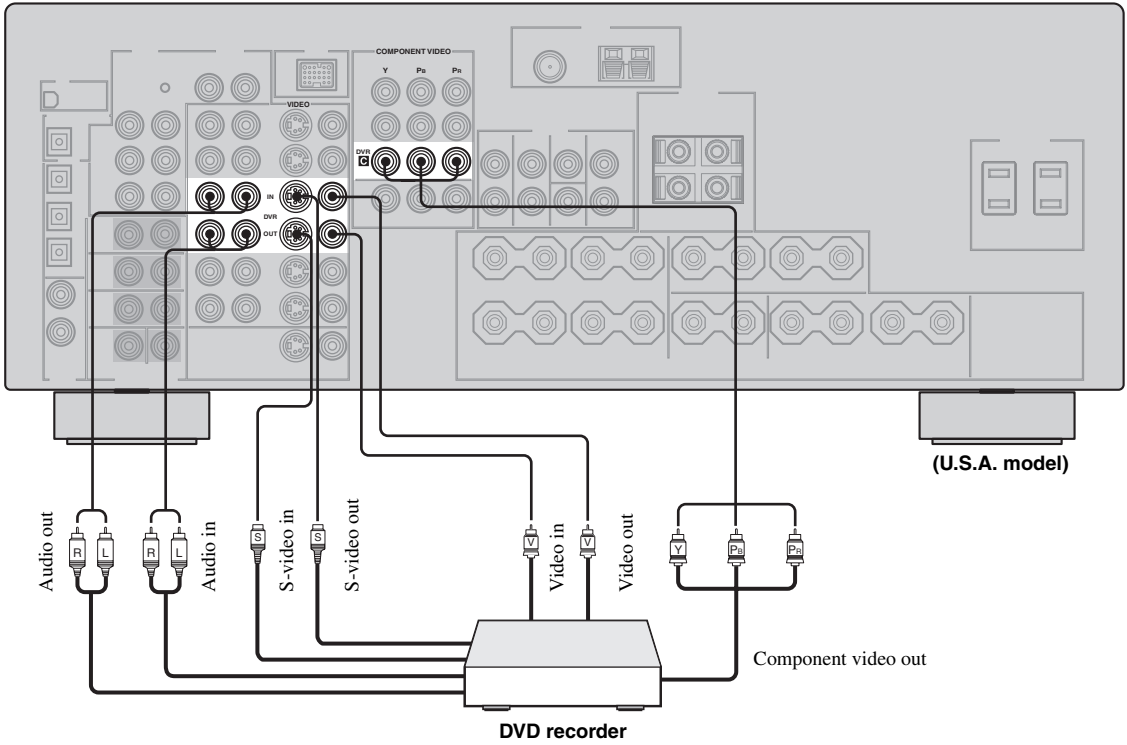 COMPONENT VIDEO
Y PB PR
VIDEO
DVR
C
IN
DVR
OUT
(U.S.A. model)
Audio out
R L
R L
Audio in
S
S-video in
S
S-video out
V
Video in
V
Video out
Y
PB
PR
Component video out
DVD recorder